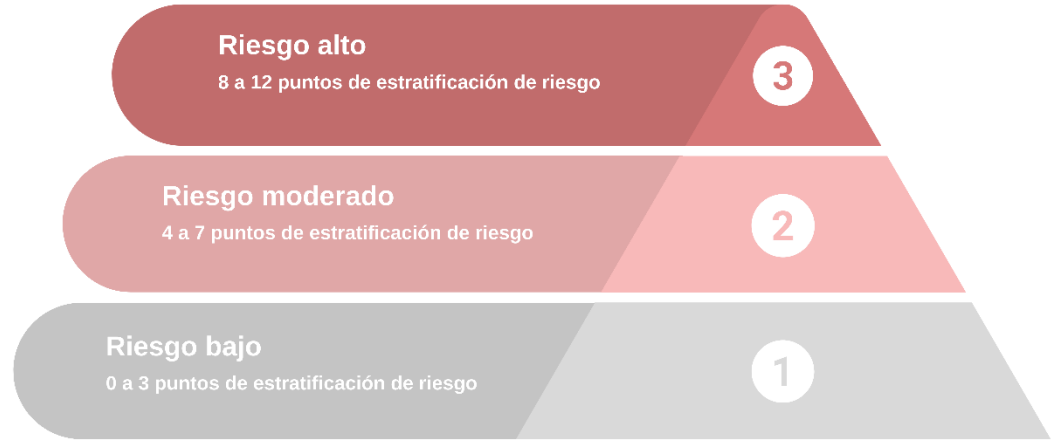 Riesgo alto
8 a 12 puntos de estratificación de riesgo
3
Riesgo moderado
4 a 7 puntos de estratificación de riesgo
2
Riesgo bajo
0 a 3 puntos de estratificación de riesgo
1